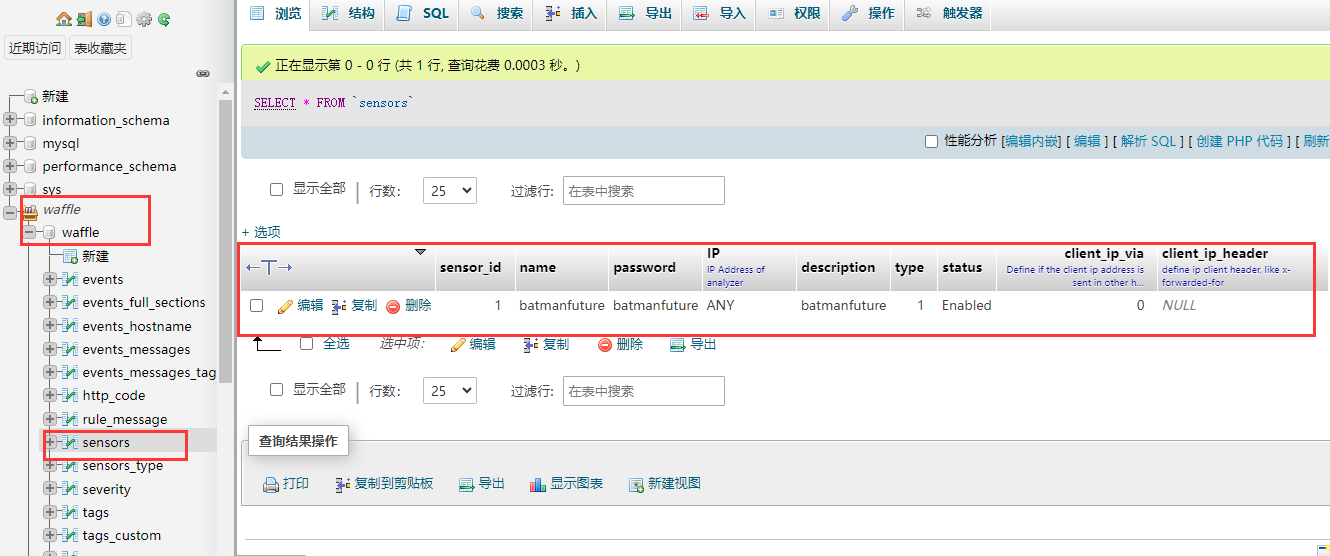 近期访问 表收藏夹
新建
information_schema
mysql
performance_schema
sys
waffle
waffle
新建
events
events_full_sections
events_hostname
events_messages
events_messages_tag
http_code
rule_message
sensors
sensors_type
severity
tags
tags_custom
浏览 结构 SQL 搜索 插入 导出 导入 权限 操作 触发器
正在显示第 0 - 0 行 (共 1 行, 查询花费 0.0003 秒。)
SELECT * FROM `sensors`
性能分析 [编辑内嵌] [ 编辑 ] [ 解析 SQL ] [ 创建 PHP 代码 ] [ 刷新
显示全部 行数: 25 过滤行: 在表中搜索
+ 选项
←T→ sensor_id name password IP description type status client_ip_via client_ip_header
IP Address of Define if the client ip address is define ip client header, like x-
analyzer sent in other h... forwarded-for
编辑 复制 删除 1 batmanfuture batmanfuture ANY batmanfuture 1 Enabled 0 NULL
全选 选中项: 编辑 复制 删除 导出
显示全部 行数: 25 过滤行: 在表中搜索
查询结果操作
打印 复制到剪贴板 导出 显示图表 新建视图